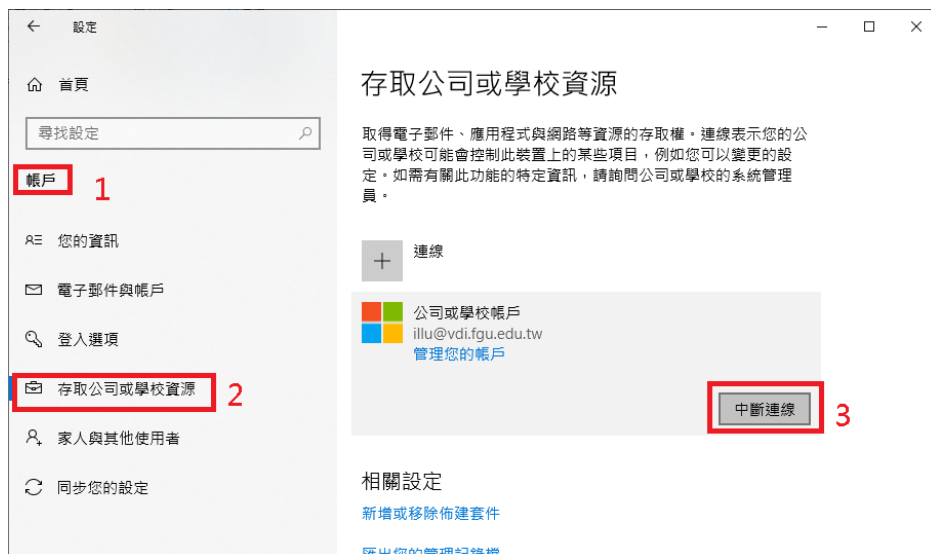 設定
首頁
尋找設定
帳戶
1
您的資訊
電子郵件與帳戶
登入選項
存取公司或學校資源
2
家人與其他使用者
同步您的設定
存取公司或學校資源
取得電子郵件、應用程式與網路等資源的存取權。連線表示您的公
司或學校可能會控制此裝置上的某些項目，例如您可以變更的設
定。如需有關此功能的特定資訊，請詢問公司或學校的系統管理
員。
連線
公司或學校帳戶
illu@vdi.fgu.edu.tw
管理您的帳戶
中斷連線
3
相關設定
新增或移除佈建套件
匯出您的管理記錄檔